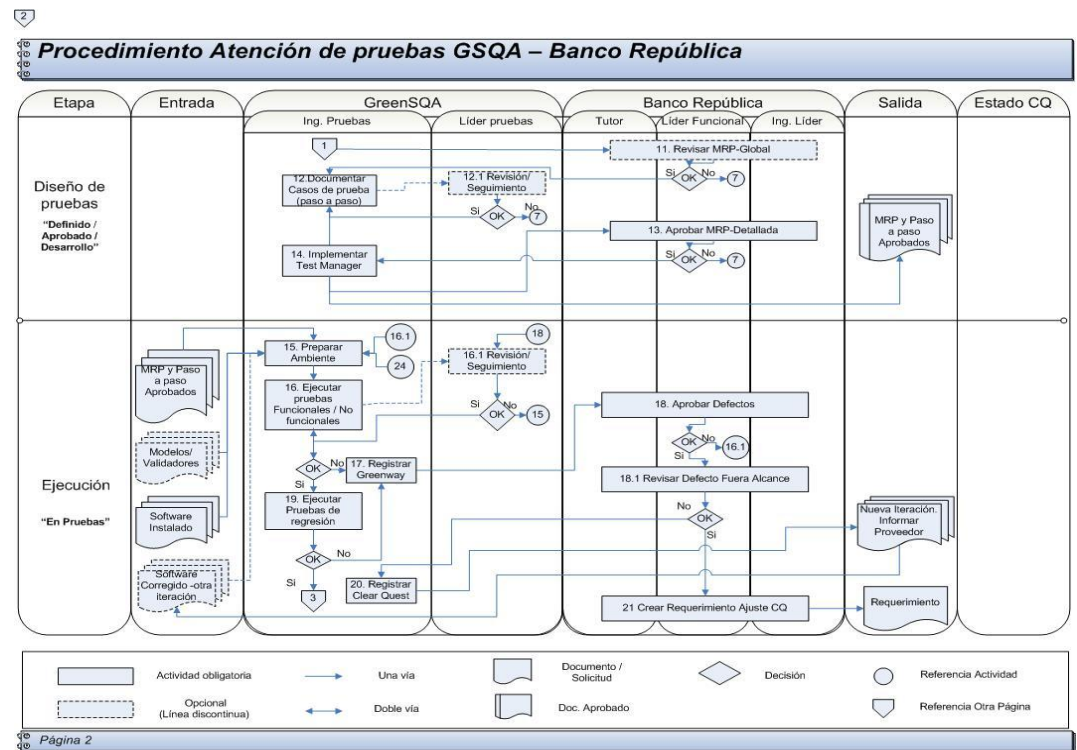 2
Procedimiento Atención de pruebas GSQA – Banco República
Etapa
Entrada
GreenSQA
Banco República
Salida
Estado CQ
Ing. Pruebas
Líder pruebas
Tutor
Líder Funcional
Ing. Líder
Diseño de
pruebas
“Definido /
Aprobado /
Desarrollo”
1
11. Revisar MRP-Global
Si
OK
No
7
12.Documentar
Casos de prueba
(paso a paso)
12.1 Revisión/
Seguimiento
Si
OK
No
7
13. Aprobar MRP-Detallada
Si
OK
No
7
14. Implementar
Test Manager
MRP y Paso
a paso
Aprobados
Ejecución
“En Pruebas”
MRP y Paso
a paso
Aprobados
Modelos/
Validadores
Software
Instalado
Software
Corregido -otra
iteración
15. Preparar
Ambiente
16.1
24
16. Ejecutar
pruebas
Funcionales / No
funcionales
18
16.1 Revisión/
Seguimiento
Si
OK
No
15
OK
No
Si
17. Registrar
Greenway
18. Aprobar Defectos
OK
No
16.1
Si
18.1 Revisar Defecto Fuera Alcance
No
OK
Si
19. Ejecutar
Pruebas de
regresión
OK
No
Si
3
20. Registrar
Clear Quest
21 Crear Requerimiento Ajuste CQ
Nueva Iteración.
Informar
Proveedor
Requerimiento
Actividad obligatoria
Una vía
Documento /
Solicitud
Decisión
Referencia Actividad
Opcional
(Línea discontinua)
Doble vía
Doc. Aprobado
Referencia Otra Página
Página 2